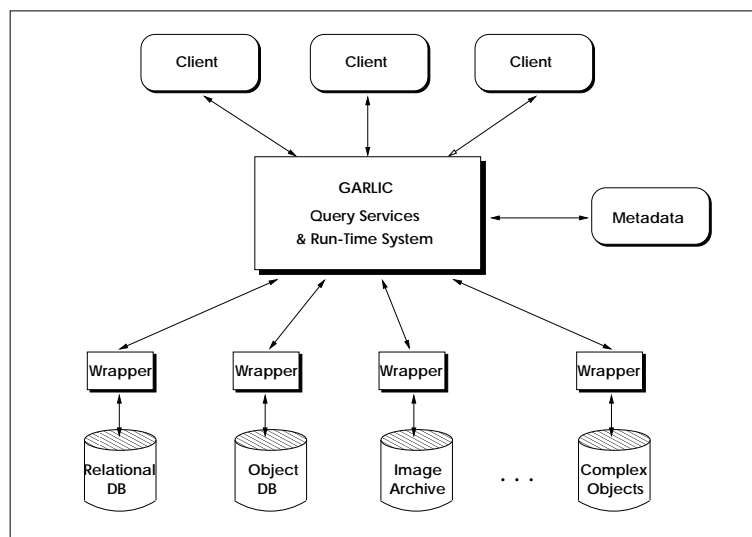 Client
Client
Client
GARLIC
Query Services
& Run-Time System
Metadata
Wrapper
Wrapper
Wrapper
Wrapper
Relational
DB
Object
DB
Image
Archive
. . .
Complex
Objects